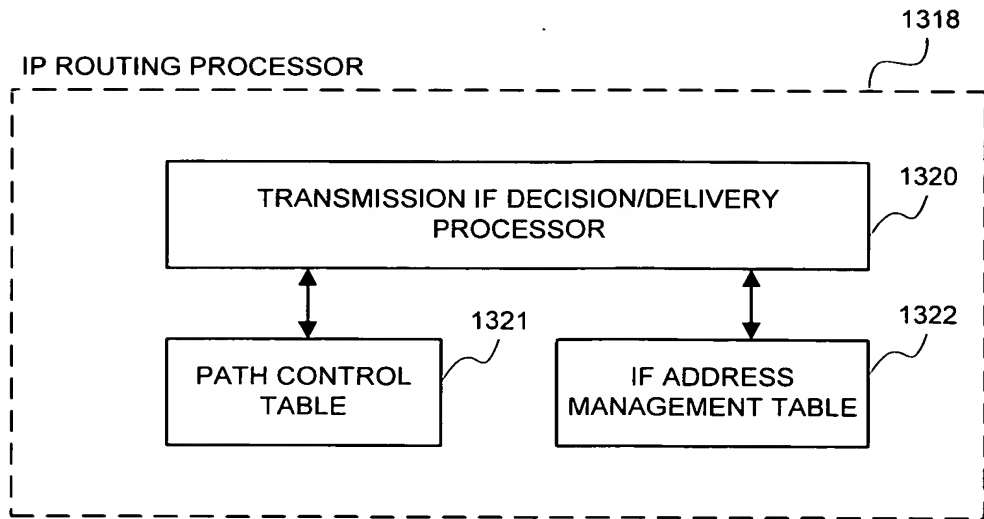 1318
IP ROUTING PROCESSOR
TRANSMISSION IF DECISION/DELIVERY
PROCESSOR
1320
1321
PATH CONTROL
TABLE
1322
IF ADDRESS
MANAGEMENT TABLE